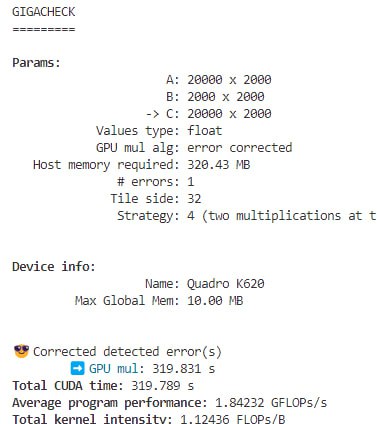 GIGACHECK
=========
Params:
A: 20000 x 2000
B: 2000 x 2000
-> C: 20000 x 2000
Values type: float
GPU mul alg: error corrected
Host memory required: 320.43 MB
# errors: 1
Tile side: 32
Strategy: 4 (two multiplications at t
Device info:
Name: Quadro K620
Max Global Mem: 10.00 MB
😎 Corrected detected error(s)
➡️ GPU mul: 319.831 s
Total CUDA time: 319.789 s
Average program performance: 1.84232 GFLOPs/s
Total kernel intensity: 1.12436 FLOPs/B